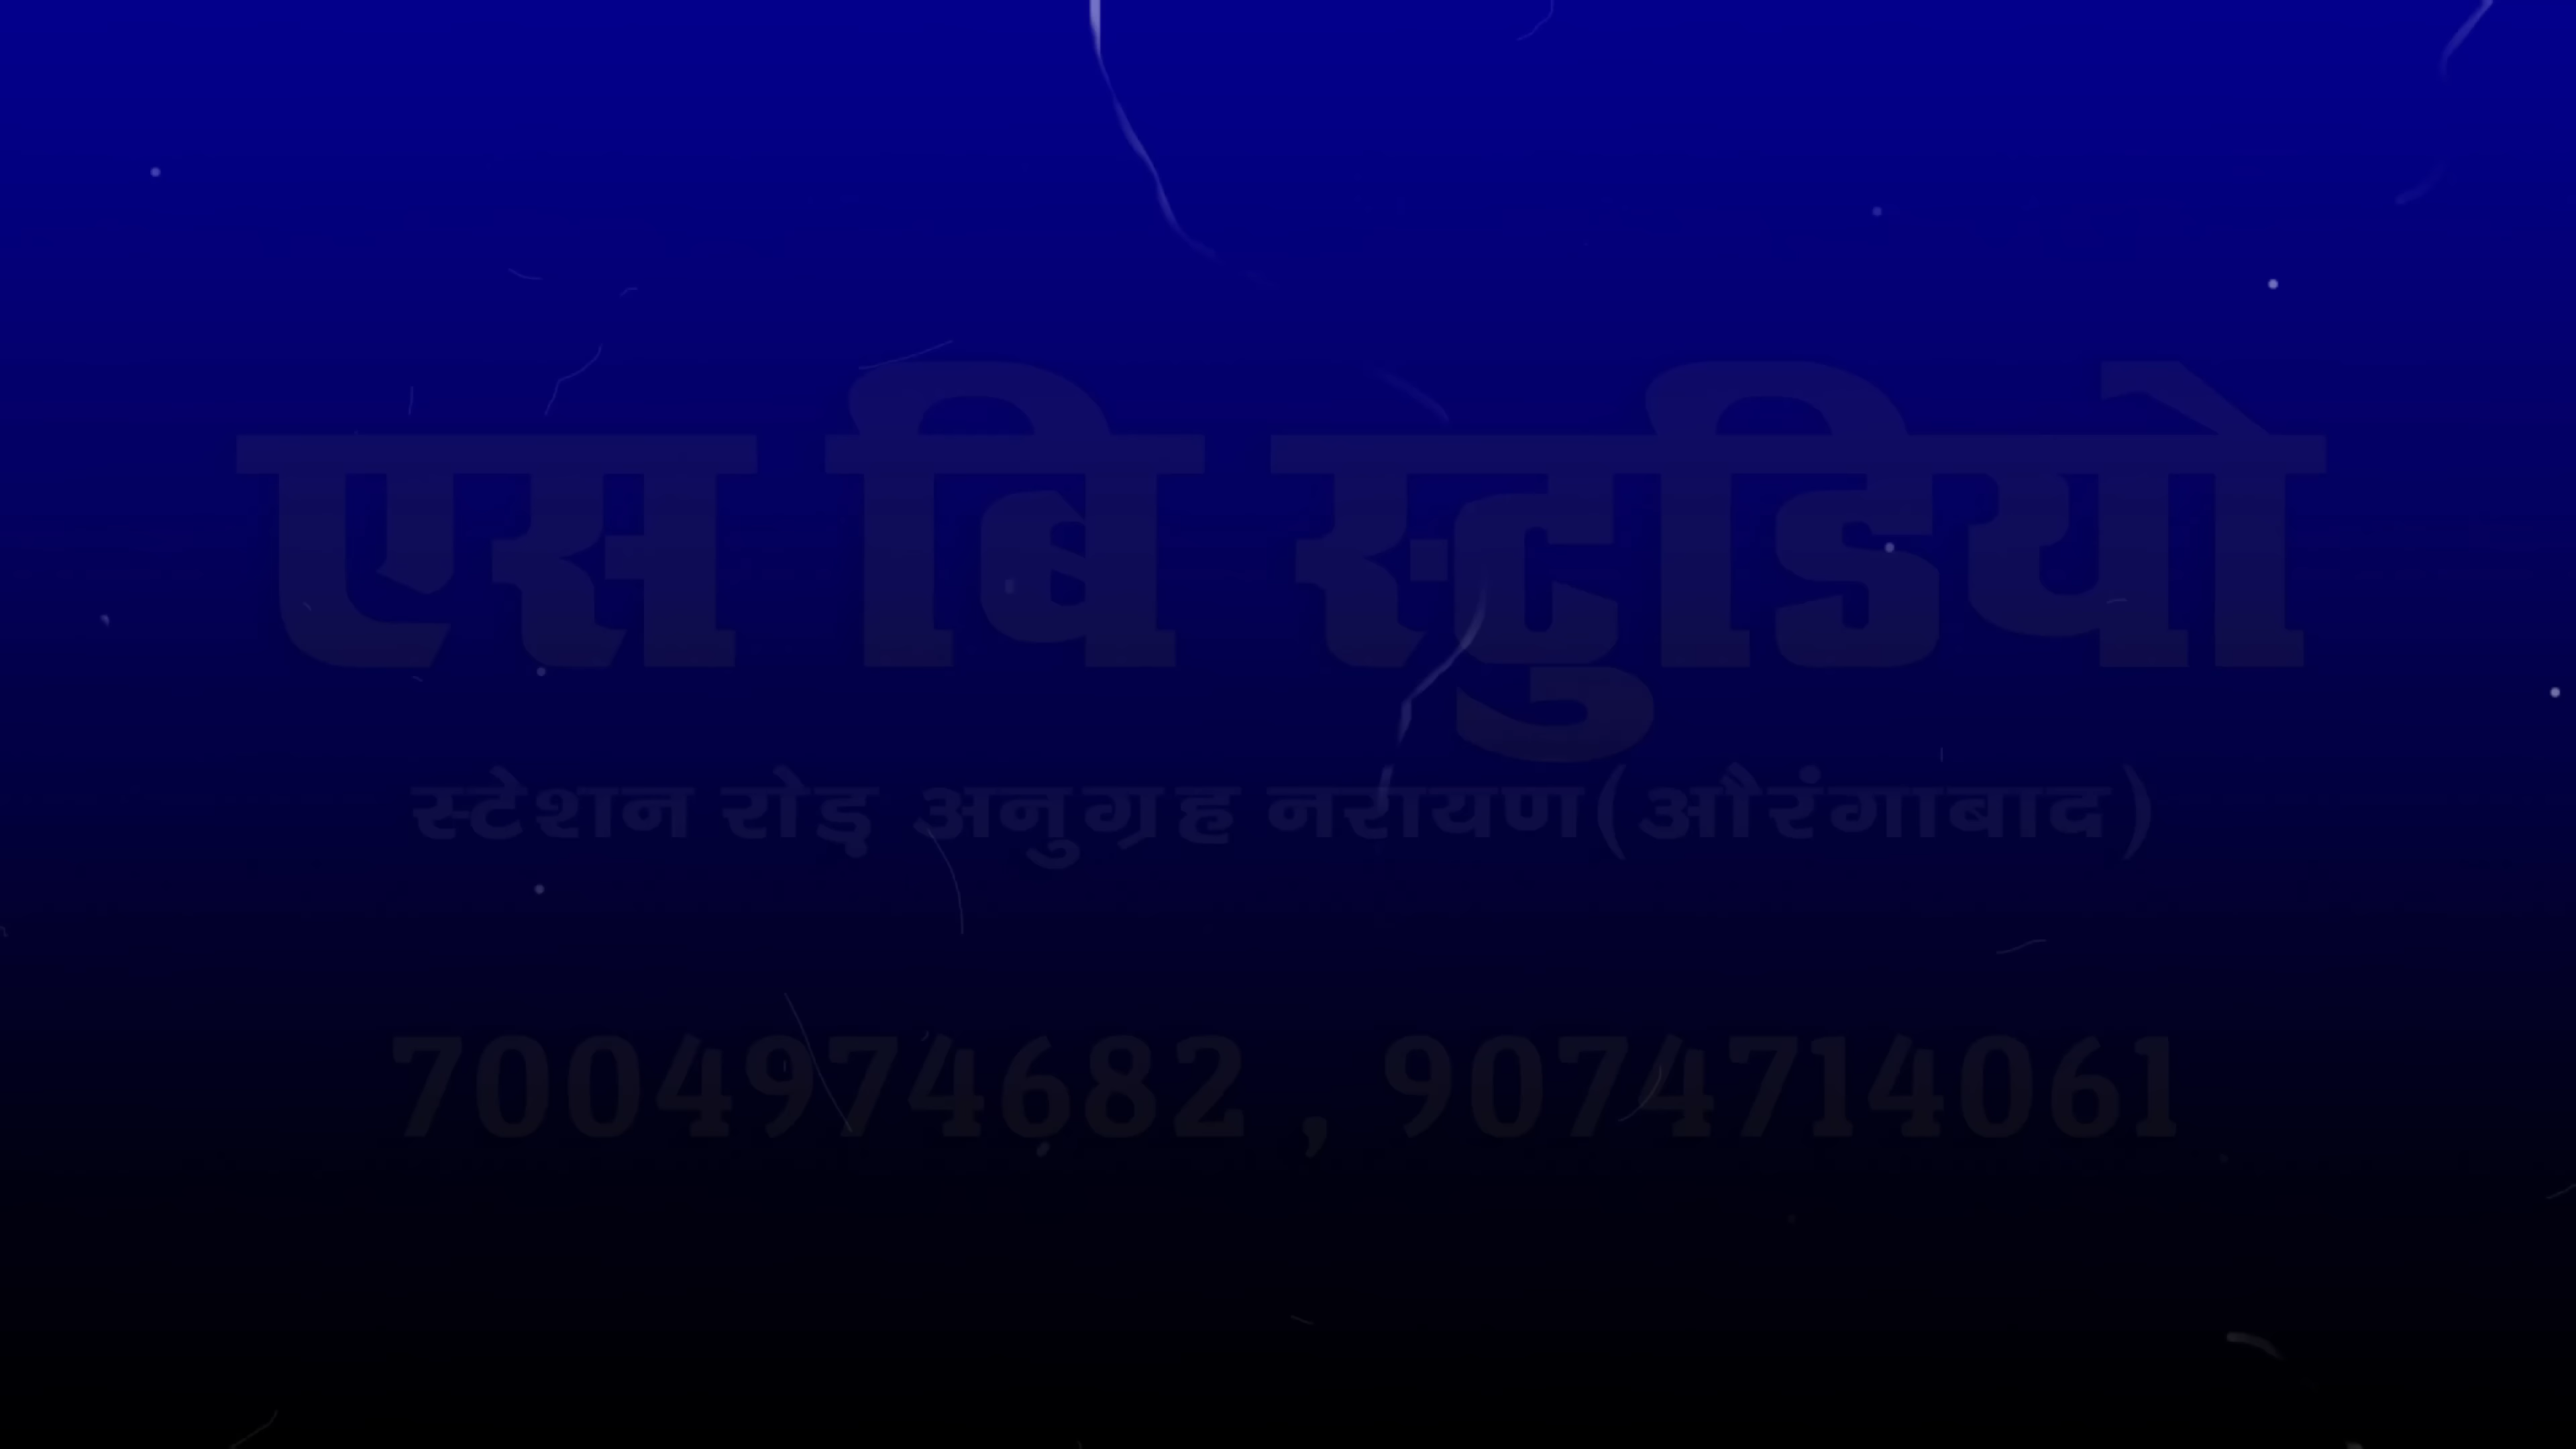 एस बि स्टुडियो
स्टेशन रोड़ अनुग्रह नरायण(औरंगाबाद)
7004974682 , 9074714061